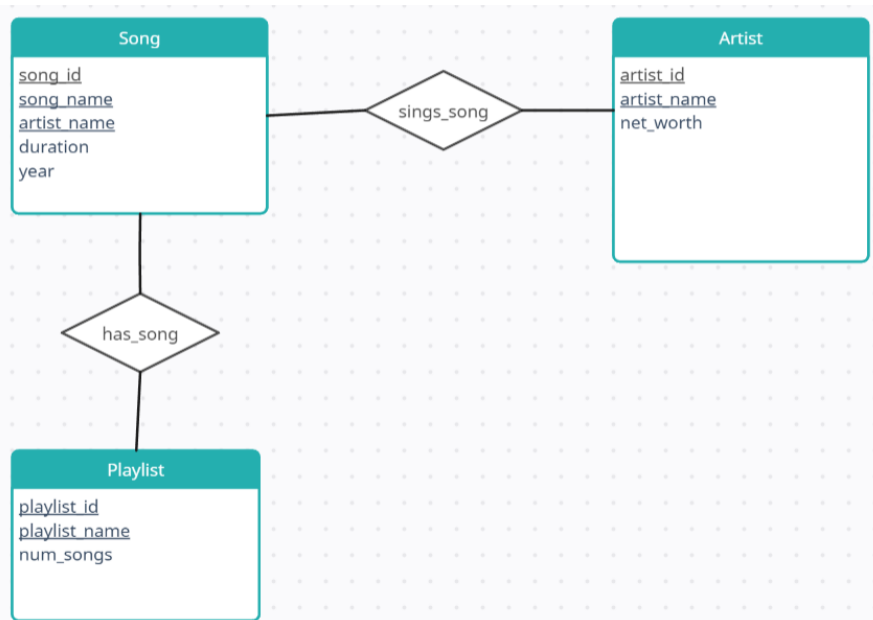 Song
song_id
song_name
artist_name
duration
year
sings_song
Artist
artist_id
artist_name
net_worth
has_song
Playlist
playlist_id
playlist_name
num_songs